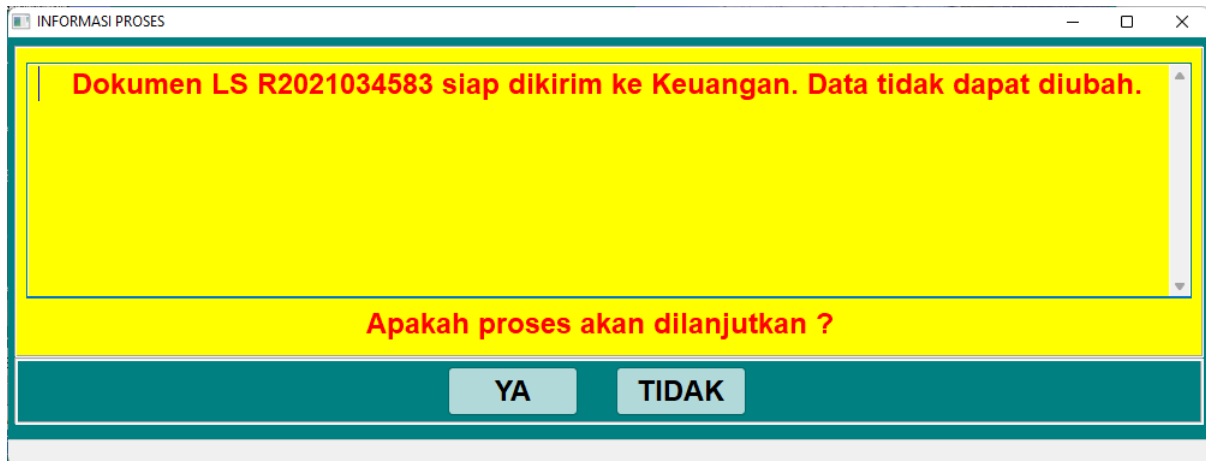 INFORMASI PROSES
Dokumen LS R2021034583 siap dikirim ke Keuangan. Data tidak dapat diubah.
Apakah proses akan dilanjutkan ?
YA
TIDAK